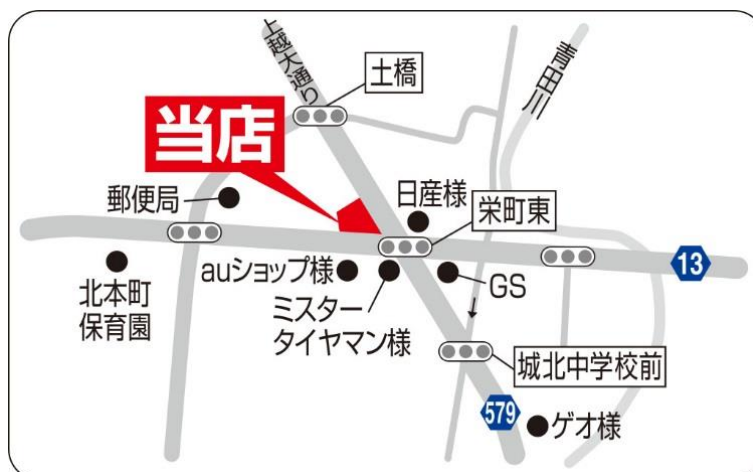 上越大通り
土橋
青田川
当店
郵便局
日産様
栄町東
13
北本町
保育園
auショップ様
ミスター
タイヤマン様
GS
城北中学校前
579
ゲオ様